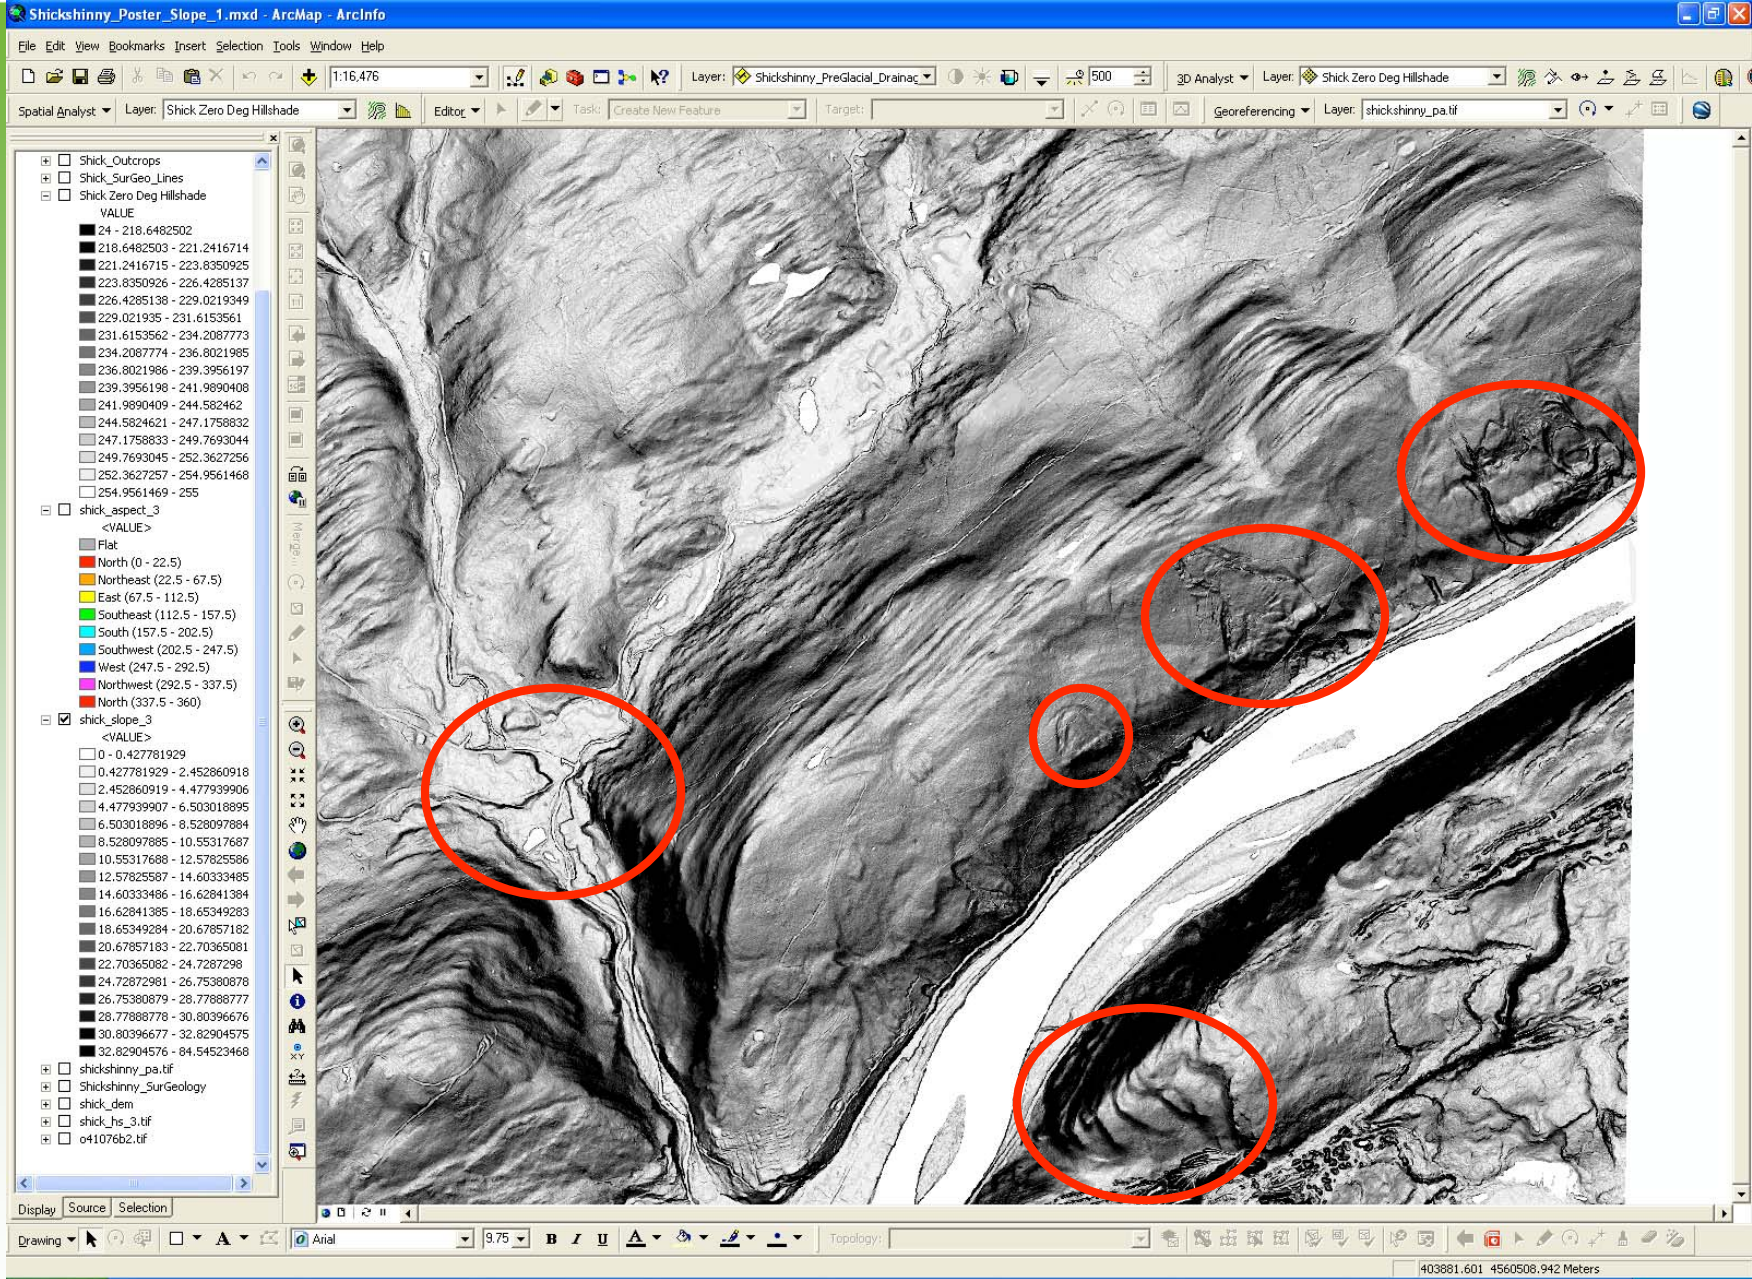 Shickshinny_Poster_Slope_1.mxd - ArcMap - ArcInfo
File Edit View Bookmarks Insert Selection Tools Window Help
1:16,476 Layer: Shickshinny_PreGlacial_Drainag 500 3D Analyst Layer: Shick Zero Deg Hillshade
Spatial Analyst Layer: Shick Zero Deg Hillshade Editor Task: Create New Feature Target: Georeferencing Layer: shickshinny_pa.tif
Shick_Outcrops
Shick_SurGeo_Lines
Shick Zero Deg Hillshade
VALUE
24 - 218.6482502
218.6482503 - 221.2416714
221.2416715 - 223.8350925
223.8350926 - 226.4285137
226.4285138 - 229.0219349
229.021935 - 231.6153561
231.6153562 - 234.2087773
234.2087774 - 236.8021985
236.8021986 - 239.3956197
239.3956198 - 241.9890408
241.9890409 - 244.582462
244.5824621 - 247.1758832
247.1758833 - 249.7693044
249.7693045 - 252.3627256
252.3627257 - 254.9561468
254.9561469 - 255
shick_aspect_3
<VALUE>
Flat
North (0 - 22.5)
Northeast (22.5 - 67.5)
East (67.5 - 112.5)
Southeast (112.5 - 157.5)
South (157.5 - 202.5)
Southwest (202.5 - 247.5)
West (247.5 - 292.5)
Northwest (292.5 - 337.5)
North (337.5 - 360)
shick_slope_3
<VALUE>
0 - 0.427781929
0.427781929 - 2.452860918
2.452860919 - 4.477939906
4.477939907 - 6.503018895
6.503018896 - 8.528097884
8.528097885 - 10.55317687
10.55317688 - 12.57825586
12.57825587 - 14.60333485
14.60333486 - 16.62841384
16.62841385 - 18.65349283
18.65349284 - 20.67857182
20.67857183 - 22.70365081
22.70365082 - 24.7287298
24.72872981 - 26.75380878
26.75380879 - 28.77888777
28.77888778 - 30.80396676
30.80396677 - 32.82904575
32.82904576 - 84.54523468
shickshinny_pa.tif
Shickshinny_SurGeology
shick_dem
shick_hs_3.tif
o41076b2.tif
Merge
Display Source Selection
Drawing A Arial 9.75 B I U A Topology:
403881.601 4560508.942 Meters